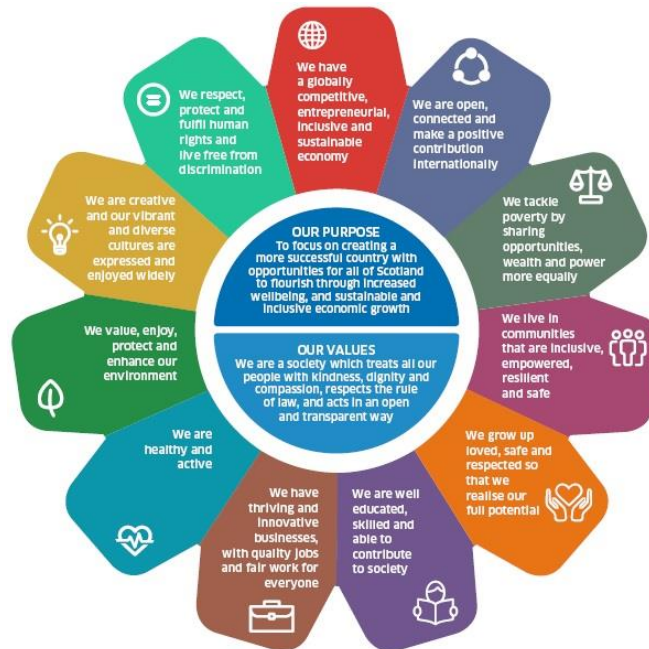 We have
a globally
competitive,
entrepreneurial,
inclusive and
sustainable
economy
We are open,
connected and
make a positive
contribution
internationally
We tackle
poverty by
sharing
opportunities,
wealth and power
more equally
We live in
communities
that are inclusive,
empowered,
resilient
and safe
We grow up
loved, safe and
respected so
that we
realise our
full potential
We are well
educated,
skilled and
able to
contribute
to society
We have
thriving and
innovative
businesses,
with quality jobs
and fair work for
everyone
We are
healthy and
active
We value, enjoy,
protect and
enhance our
environment
We are creative
and our vibrant
and diverse
cultures are
expressed and
enjoyed widely
We respect,
protect and
fulfil human
rights and
live free from
discrimination
OUR PURPOSE
To focus on creating a
more successful country with
opportunities for all of Scotland
to flourish through increased
wellbeing, and sustainable and
inclusive economic growth
OUR VALUES
We are a society which treats all our
people with kindness, dignity and
compassion, respects the rule
of law, and acts in an open
and transparent way